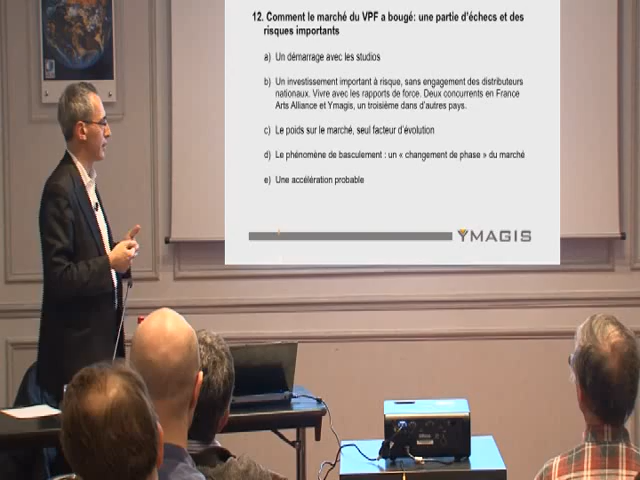 12. Comment le marché du VPF a bougé: une partie d'échecs et des
risques importants
a) Un démarrage avec les studios
b) Un investissement important à risque, sans engagement des distributeurs
nationaux. Vivre avec les rapports de force. Deux concurrents en France
Arts Alliance et Ymagis, un troisième dans d'autres pays.
c) Le poids sur le marché, seul facteur d'évolution
d) Le phénomène de basculement : un « changement de phase » du marché
e) Une accélération probable
YMAGIS